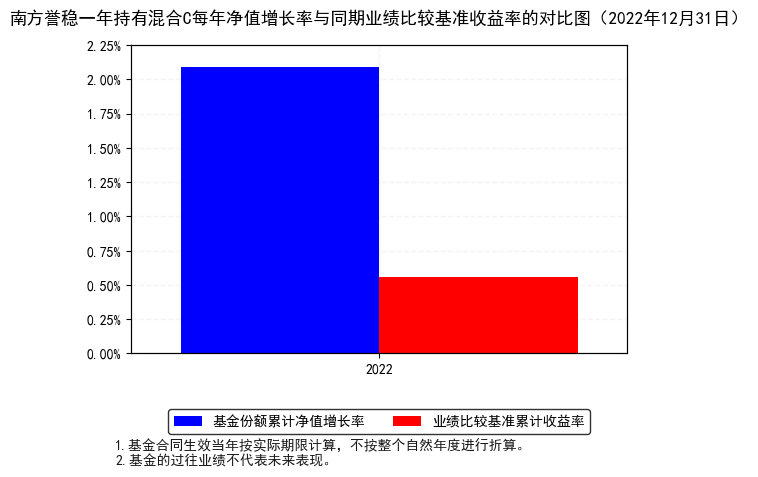 南方誉稳一年持有混合C每年净值增长率与同期业绩比较基准收益率的对比图（2022年12月31日）
2.25%
2.00%
1.75%
1.50%
1.25%
1.00%
0.75%
0.50%
0.25%
0.00%
2022
基金份额累计净值增长率 业绩比较基准累计收益率
1.基金合同生效当年按实际期限计算，不按整个自然年度进行折算。
2.基金的过往业绩不代表未来表现。